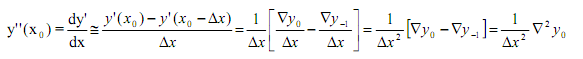 y''(x₀) = dy'/dx ≅ (y'(x₀) − y'(x₀ − Δx))/Δx = 1/Δx [∇y₀/Δx − ∇y₋₁/Δx] = 1/Δx² [∇y₀ − ∇y₋₁] = 1/Δx² ∇²y₀